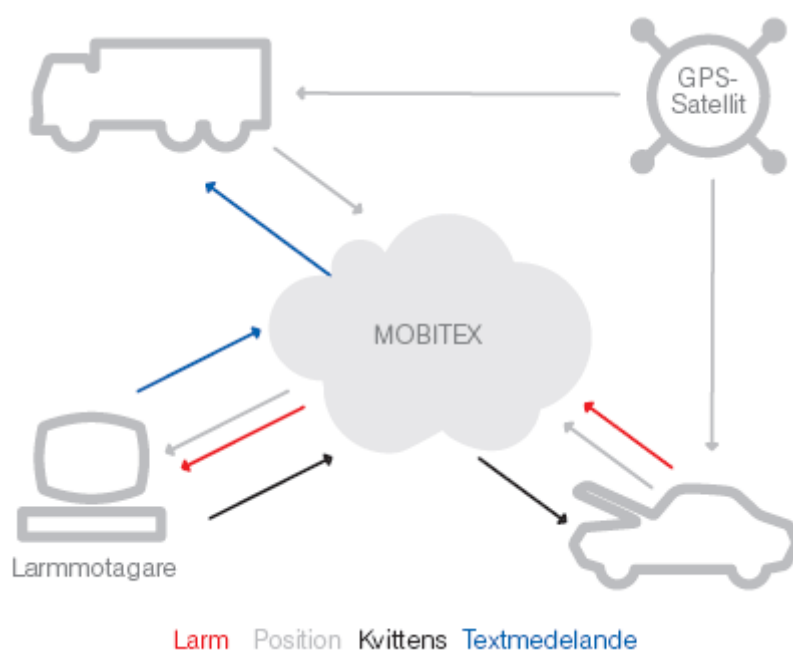 GPS-
Satellit
MOBITEX
Larmmotagare
Larm Position Kvittens Textmedelande